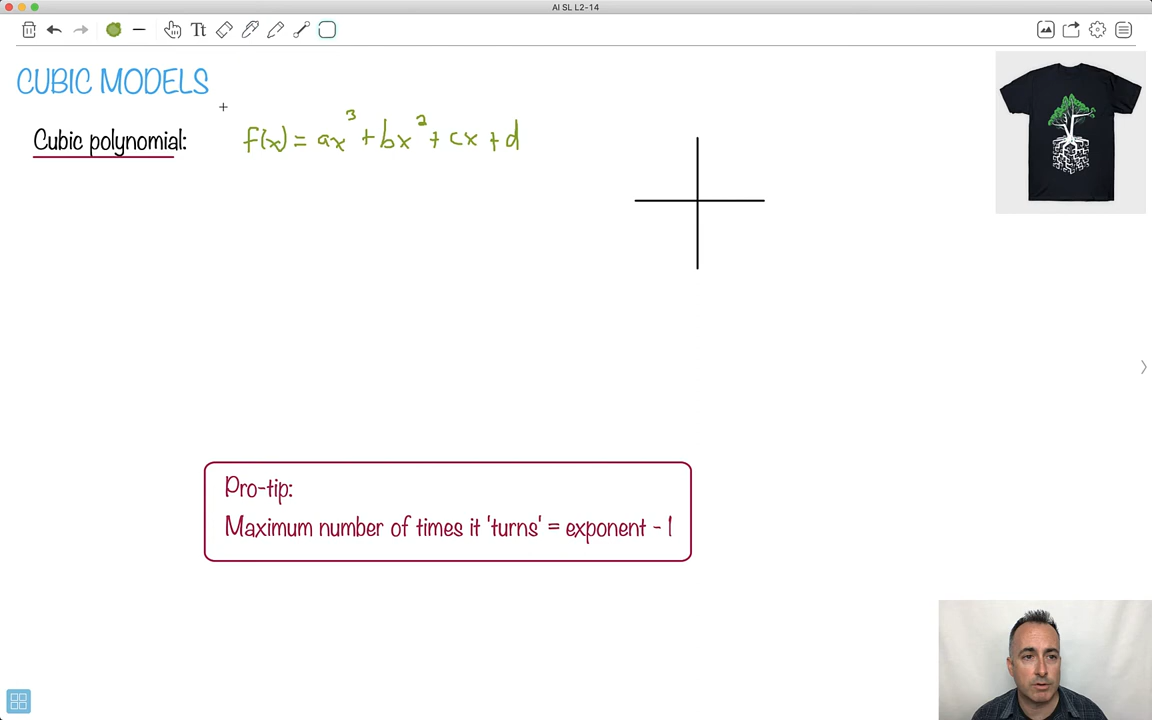 AI SL L2-14
Tt
CUBIC MODELS
Cubic polynomial: f(x) = ax³ + bx² + cx + d
Pro-tip:
Maximum number of times it 'turns' = exponent - 1